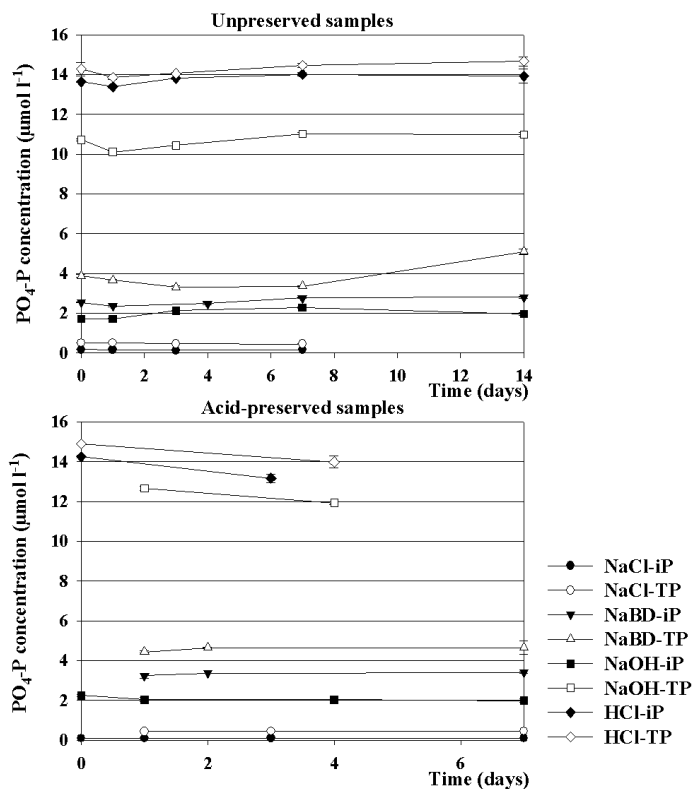 Unpreserved samples
PO₄-P concentration (µmol l⁻¹)
16
14
12
10
8
6
4
2
0
0 2 4 6 8 10 12 14
Time (days)
Acid-preserved samples
PO₄-P concentration (µmol l⁻¹)
16
14
12
10
8
6
4
2
0
0 2 4 6
Time (days)
NaCl-iP
NaCl-TP
NaBD-iP
NaBD-TP
NaOH-iP
NaOH-TP
HCl-iP
HCl-TP